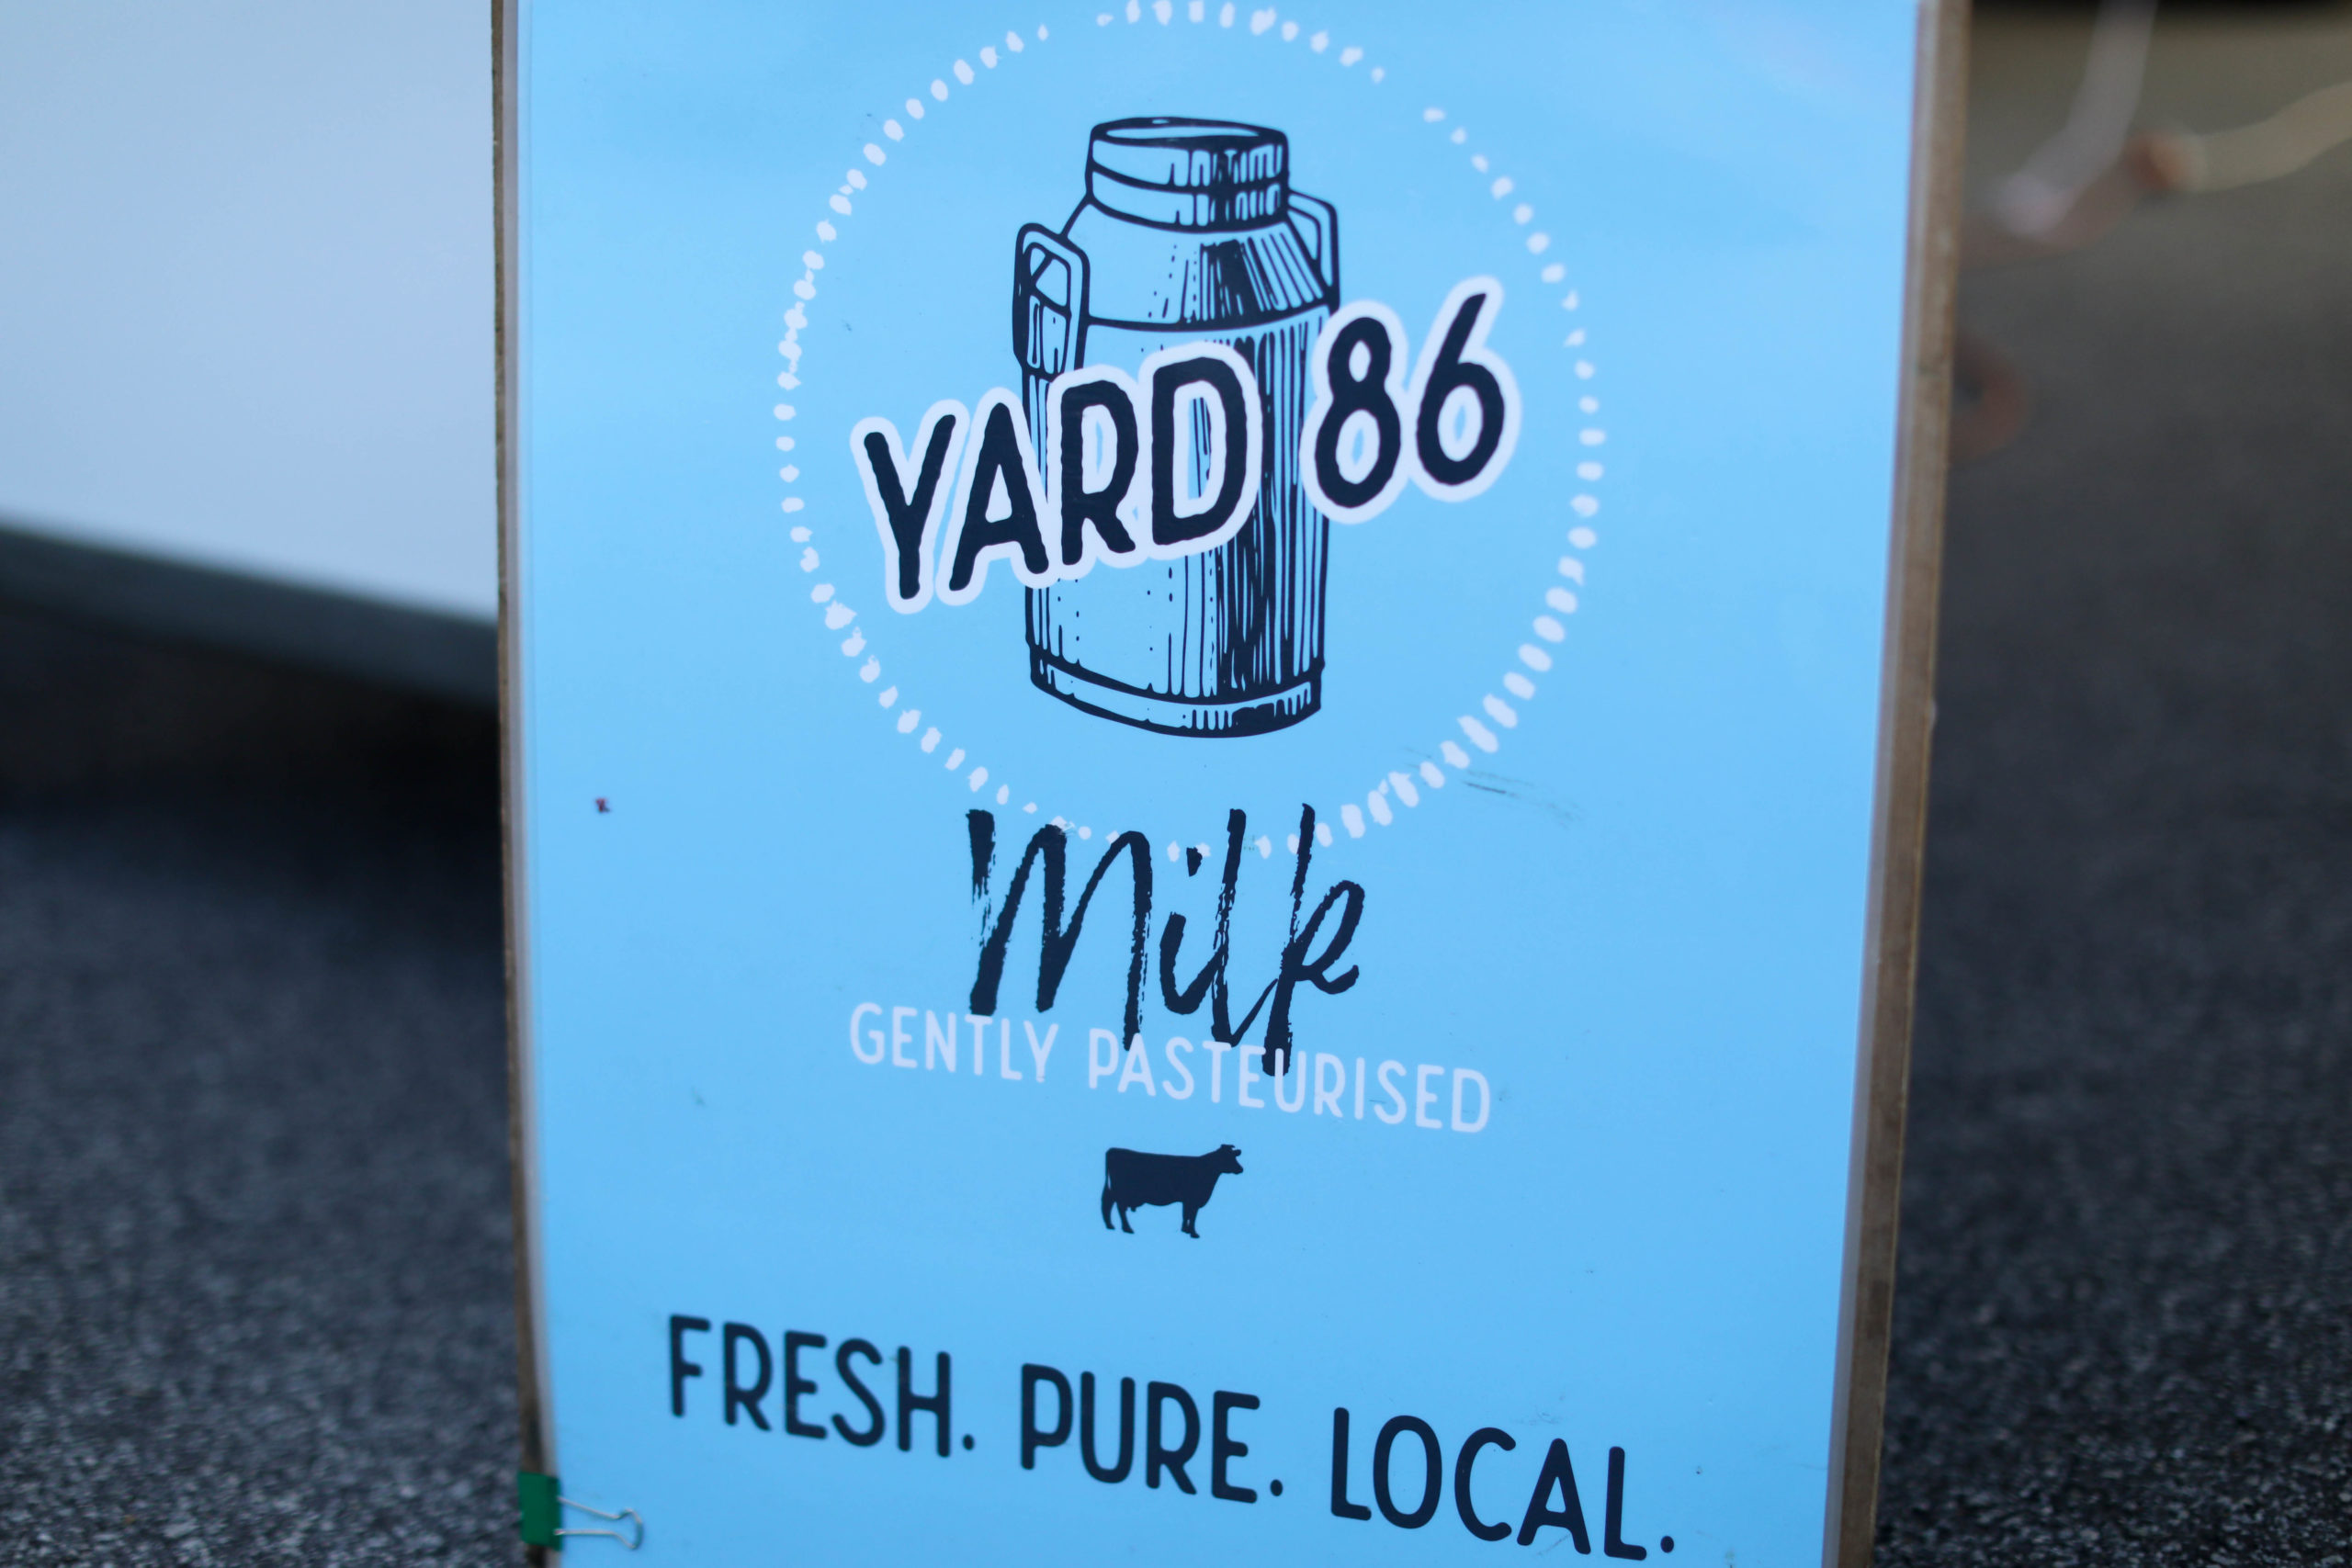 YARD 86
Milk
GENTLY PASTEURISED
FRESH. PURE. LOCAL.